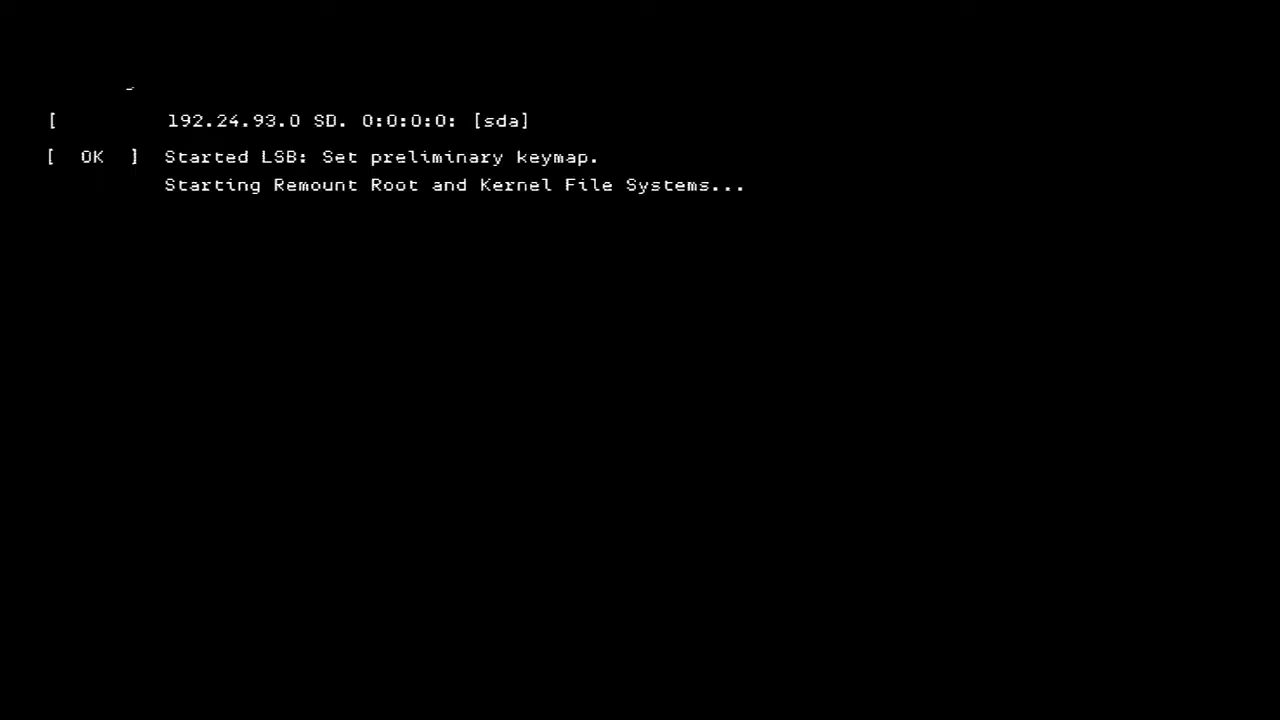 [ 192.24.93.0 SD. 0:0:0:0: [sda]
[ OK ] Started LSB: Set preliminary keymap.
Starting Remount Root and Kernel File Systems...